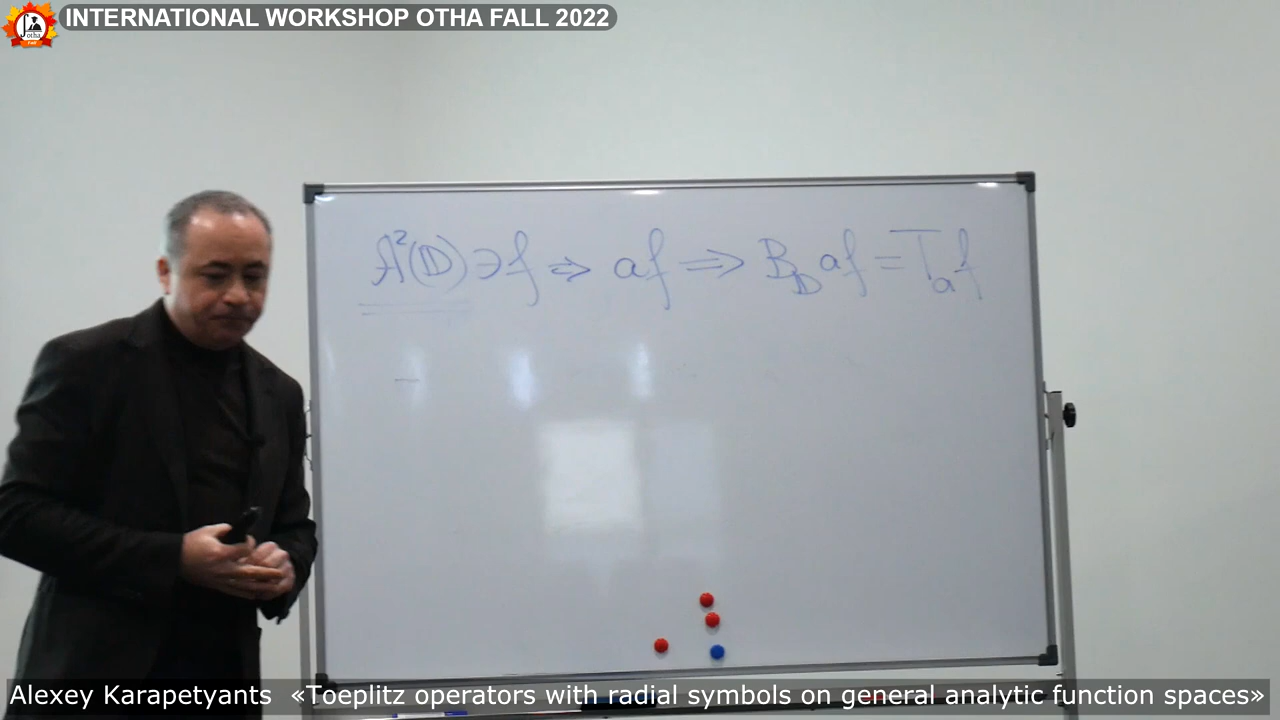 INTERNATIONAL WORKSHOP OTHA FALL 2022
otha
A²(𝔻) ∋ f ⇒ af ⇒ B_𝔻 af = T_a f
Alexey Karapetyants «Toeplitz operators with radial symbols on general analytic function spaces»